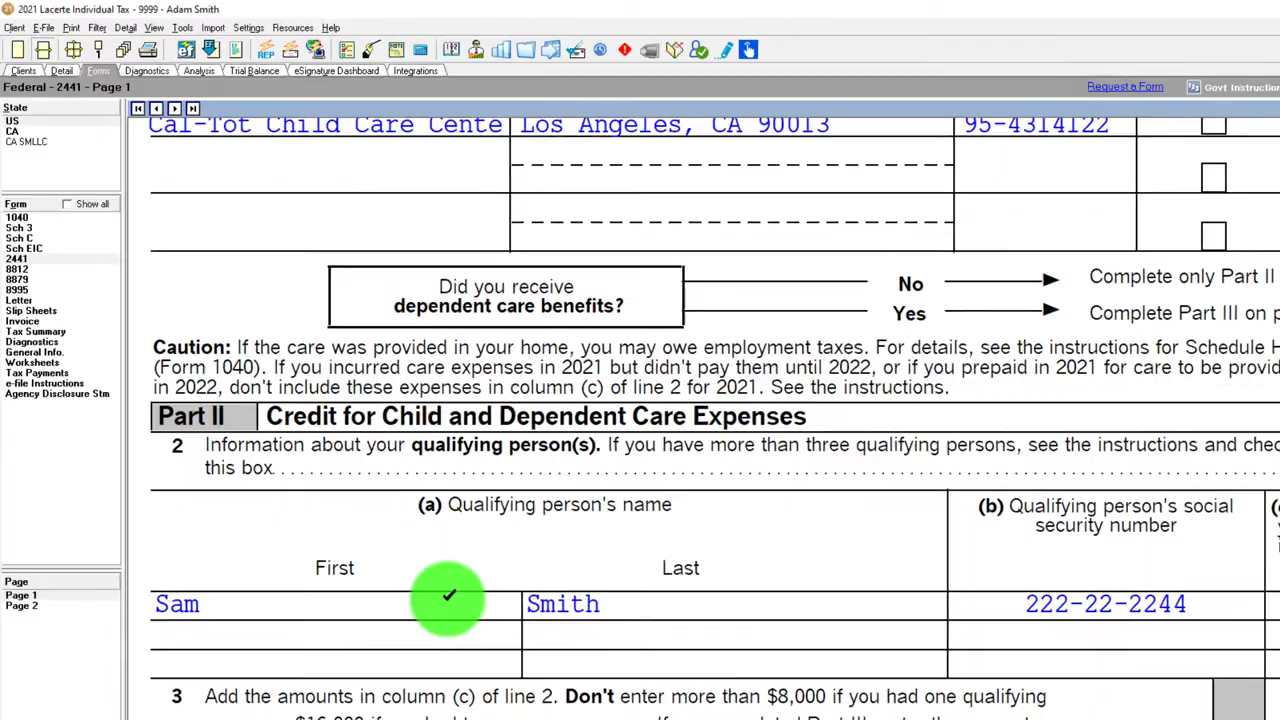 2021 Lacerte Individual Tax - 9999 - Adam Smith
Client E-File Print Filter Detail View Tools Import Settings Resources Help
Clients Detail Forms Diagnostics Analysis Trial Balance eSignature Dashboard Integrations
Federal - 2441 - Page 1
Request a Form
Govt Instruction
State
US
CA
CA SMLLC
Form
Show all
1040
Sch 3
Sch C
Sch EIC
2441
8812
8879
8995
Letter
Slip Sheets
Invoice
Tax Summary
Diagnostics
General Info.
Worksheets
Tax Payments
e-file Instructions
Agency Disclosure Stm
Page
Page 1
Page 2
Cal-Tot Child Care Cente Los Angeles, CA 90013 95-4314122
Did you receive
dependent care benefits?
No
Complete only Part II
Yes
Complete Part III on p
Caution: If the care was provided in your home, you may owe employment taxes. For details, see the instructions for Schedule H
(Form 1040). If you incurred care expenses in 2021 but didn't pay them until 2022, or if you prepaid in 2021 for care to be provid
in 2022, don't include these expenses in column (c) of line 2 for 2021. See the instructions.
Part II Credit for Child and Dependent Care Expenses
2 Information about your qualifying person(s). If you have more than three qualifying persons, see the instructions and chec
this box
(a) Qualifying person's name
First
Last
(b) Qualifying person's social
security number
Sam Smith 222-22-2244
3 Add the amounts in column (c) of line 2. Don't enter more than $8,000 if you had one qualifying